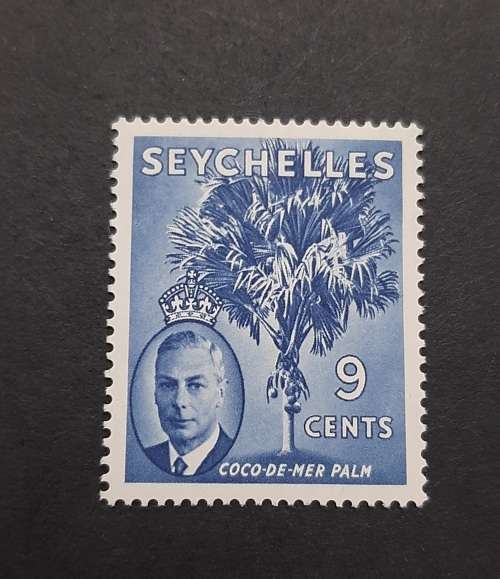 SEYCHELLES
9
CENTS
COCO-DE-MER PALM